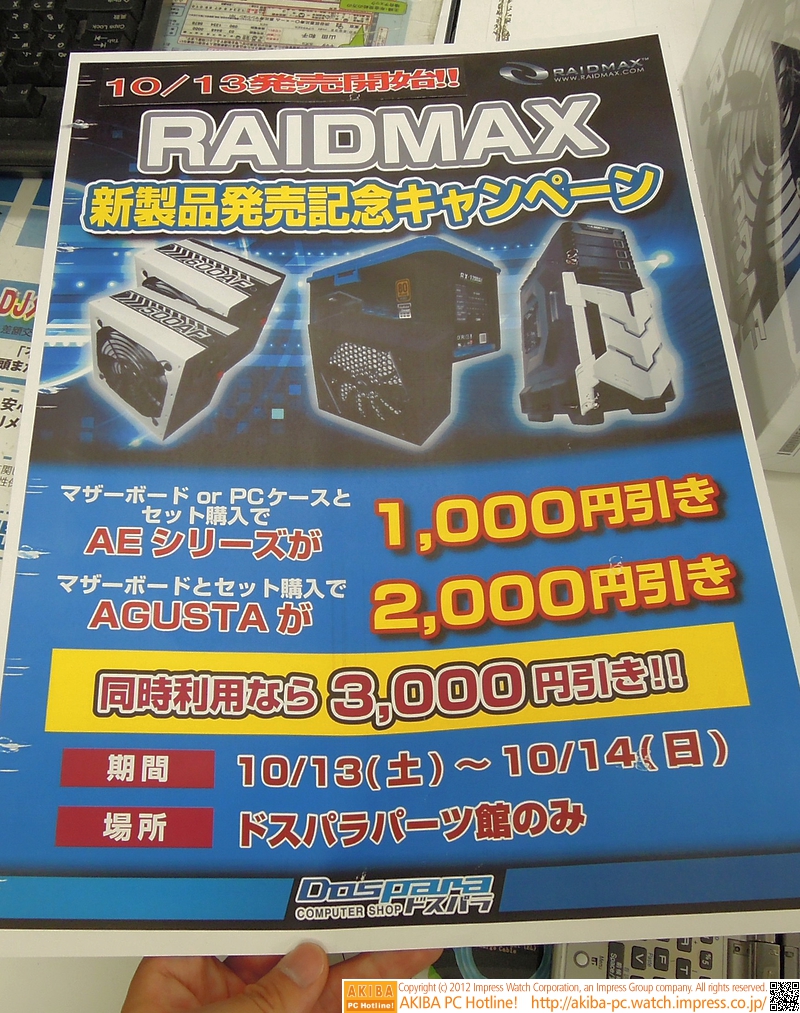 10/13発売開始!!
RAIDMAX™
WWW.RAIDMAX.COM
RAIDMAX
新製品発売記念キャンペーン
マザーボード or PCケースと
セット購入で
AEシリーズが
1,000円引き
マザーボードとセット購入で
AGUSTAが
2,000円引き
同時利用なら 3,000円引き!!
期間
10/13(土)～10/14(日)
場所
ドスパラパーツ館のみ
Dospara
COMPUTER SHOP ドスパラ
AKIBA
PC Hotline!
Copyright (c) 2012 Impress Watch Corporation, an Impress Group company. All rights reserved.
AKIBA PC Hotline! http://akiba-pc.watch.impress.co.jp/